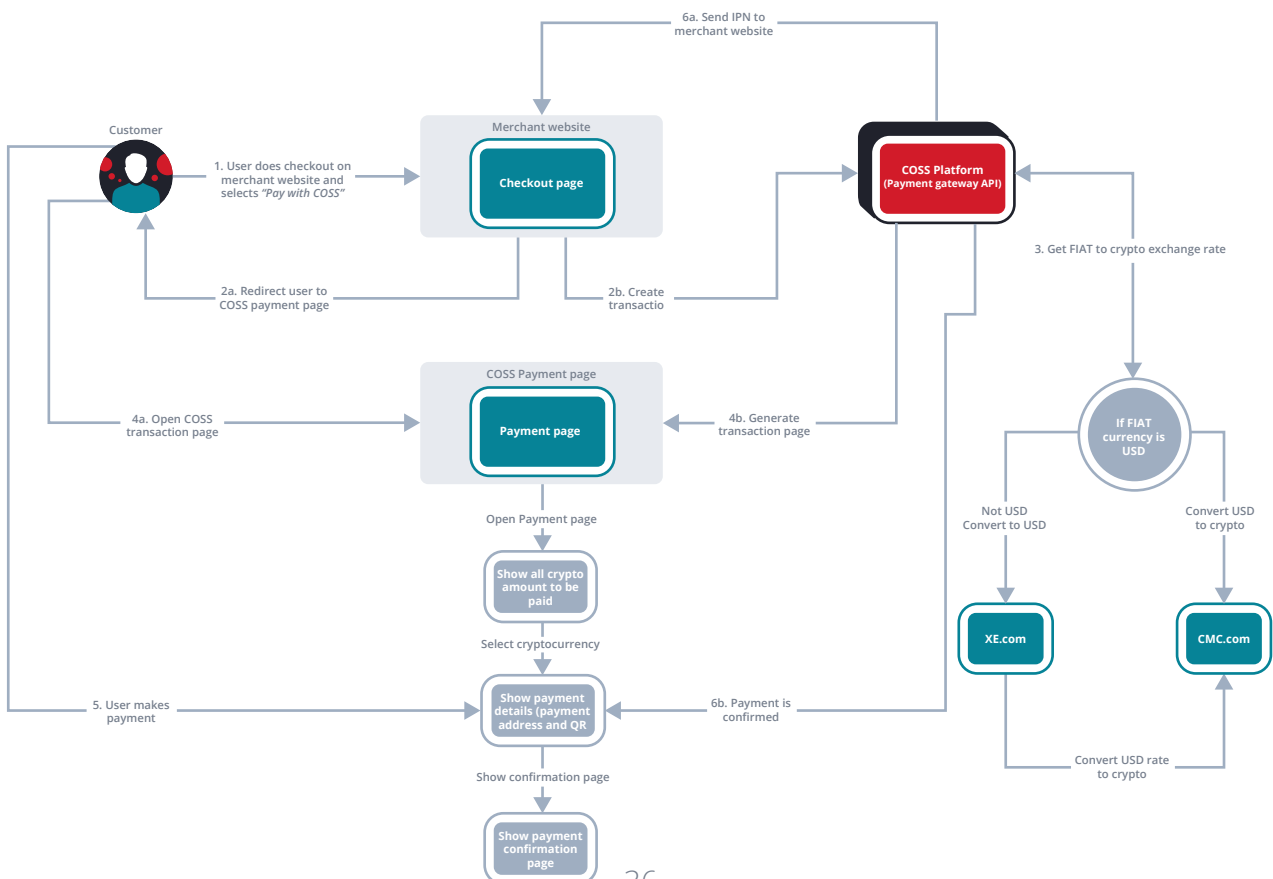 6a. Send IPN to
merchant website
Customer
Merchant website
1. User does checkout on
merchant website and
selects “Pay with COSS”
Checkout page
COSS Platform
(Payment gateway API)
3. Get FIAT to crypto exchange rate
2a. Redirect user to
COSS payment page
2b. Create
transactio
COSS Payment page
4a. Open COSS
transaction page
Payment page
4b. Generate
transaction page
If FIAT
currency is
USD
Open Payment page
Not USD
Convert to USD
Convert USD
to crypto
Show all crypto
amount to be
paid
Select cryptocurrency
XE.com
CMC.com
5. User makes
payment
Show payment
details (payment
address and QR
6b. Payment is
confirmed
Show confirmation page
Convert USD rate
to crypto
Show payment
confirmation
page